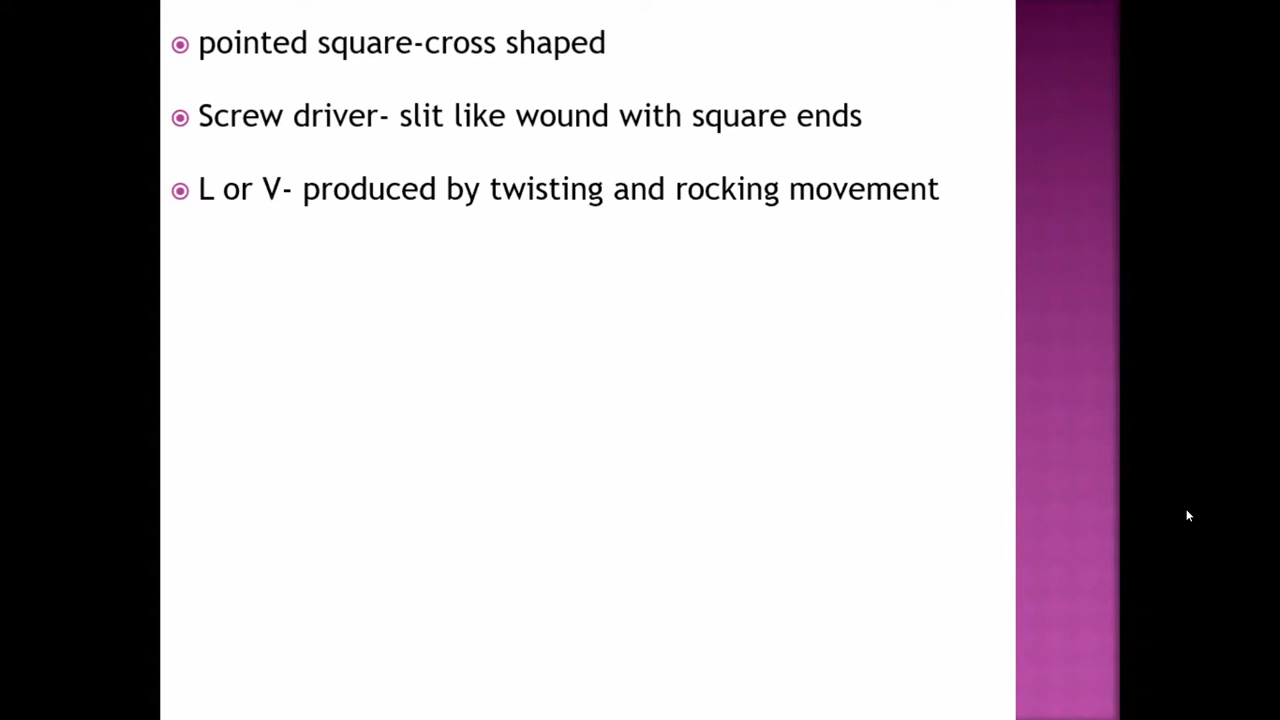 pointed square-cross shaped
Screw driver- slit like wound with square ends
L or V- produced by twisting and rocking movement